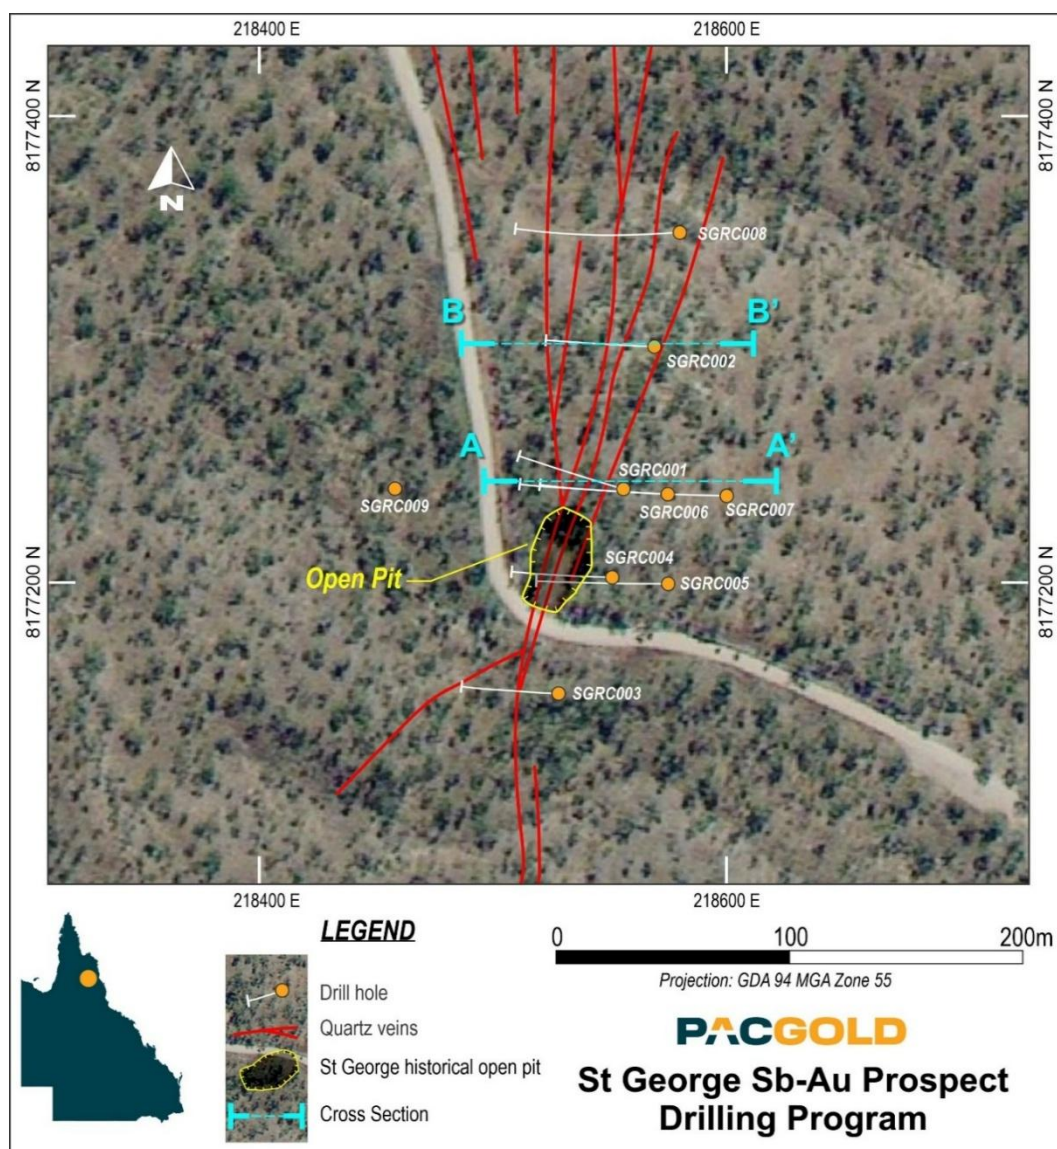 218400 E
218600 E
8177400 N
8177400 N
N
SGRC008
B
B'
SGRC002
A
A'
SGRC001
SGRC009
SGRC006
SGRC007
Open Pit
SGRC004
SGRC005
8177200 N
8177200 N
SGRC003
218400 E
218600 E
LEGEND
Drill hole
Quartz veins
St George historical open pit
Cross Section
0 100 200m
Projection: GDA 94 MGA Zone 55
PACGOLD
St George Sb-Au Prospect
Drilling Program